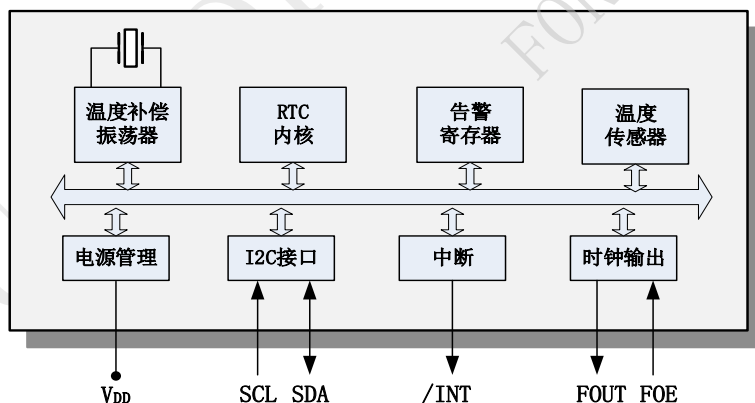 温度补偿
振荡器
RTC
内核
告警
寄存器
温度
传感器
电源管理
I2C接口
中断
时钟输出
VDD
SCL SDA
/INT
FOUT FOE
FOR